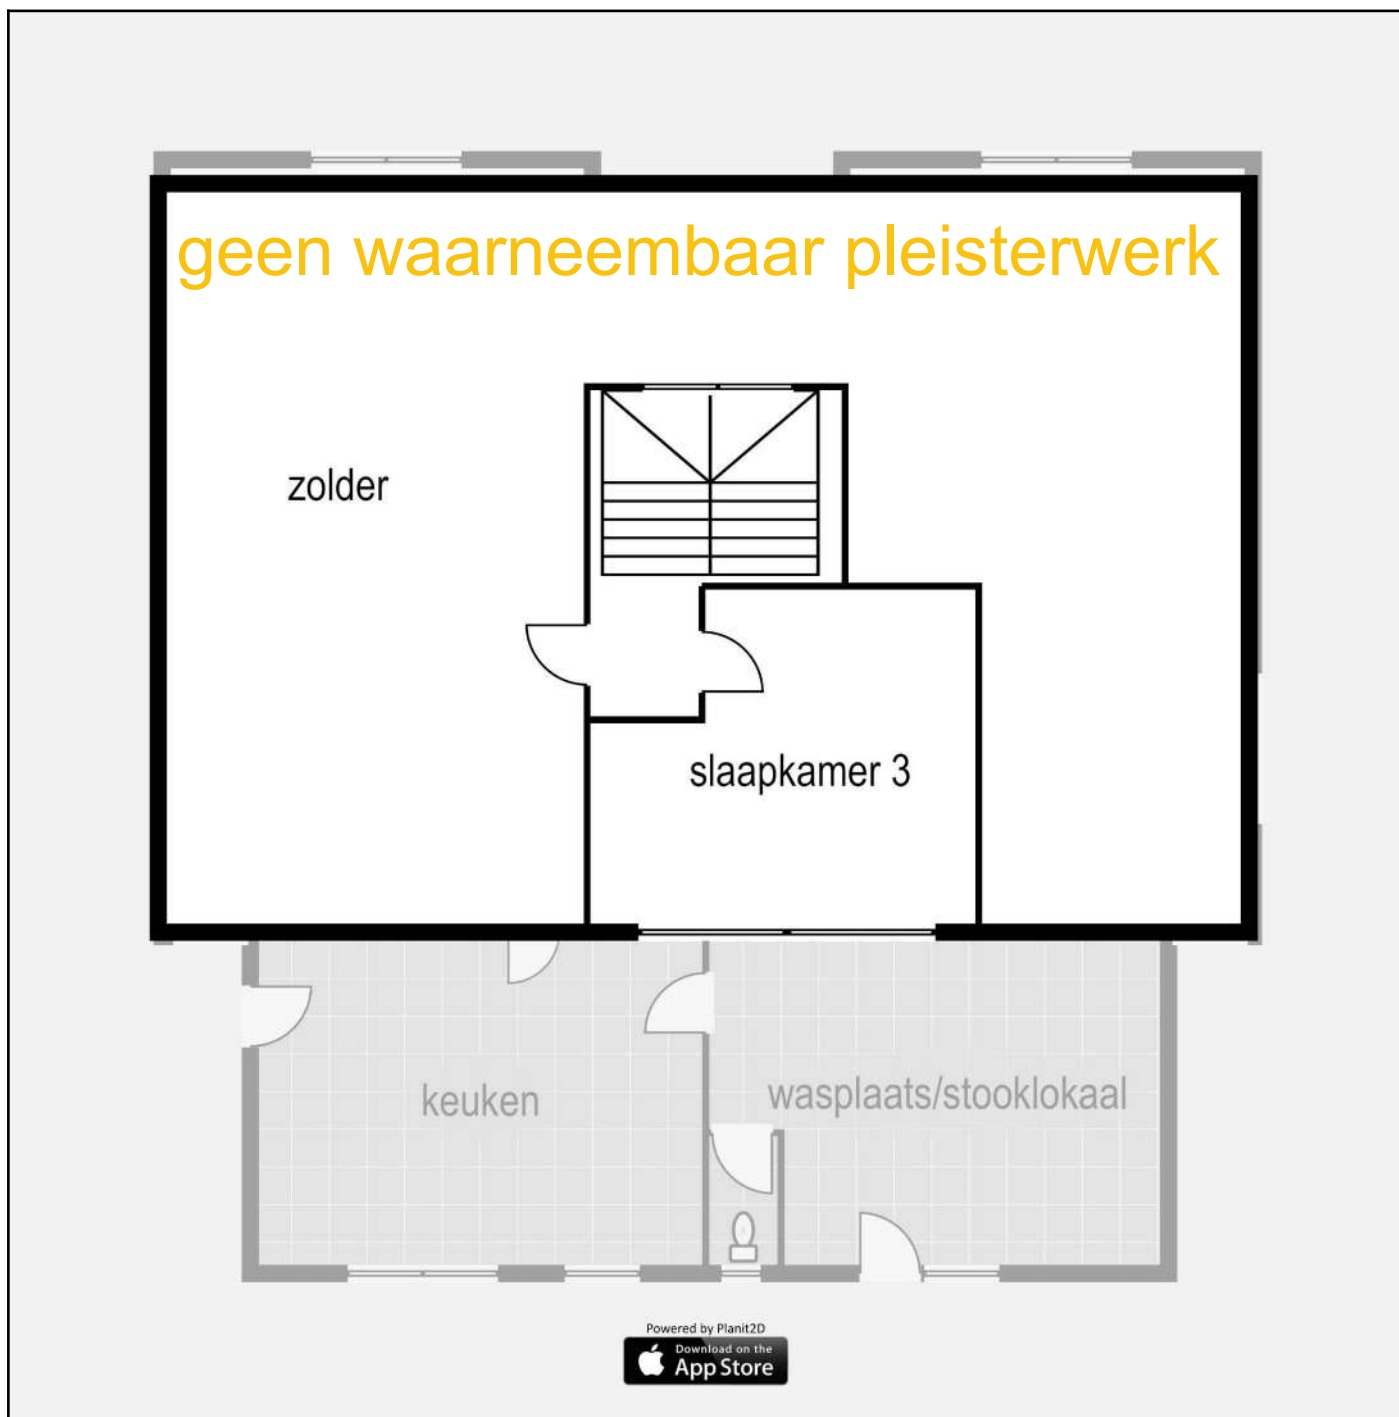 geen waarneembaar pleisterwerk
zolder
slaapkamer 3
keuken
wasplaats/stooklokaal
Powered by Planit2D
Download on the
App Store